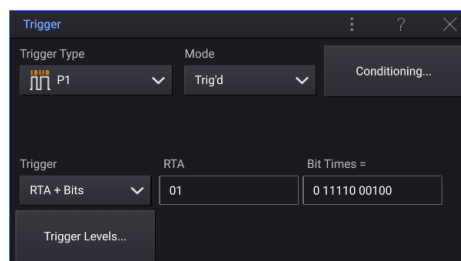 Trigger
?
Trigger Type
Mode
P1
Trig'd
Conditioning...
Trigger
RTA
Bit Times =
RTA + Bits
01
0 11110 00100
Trigger Levels...